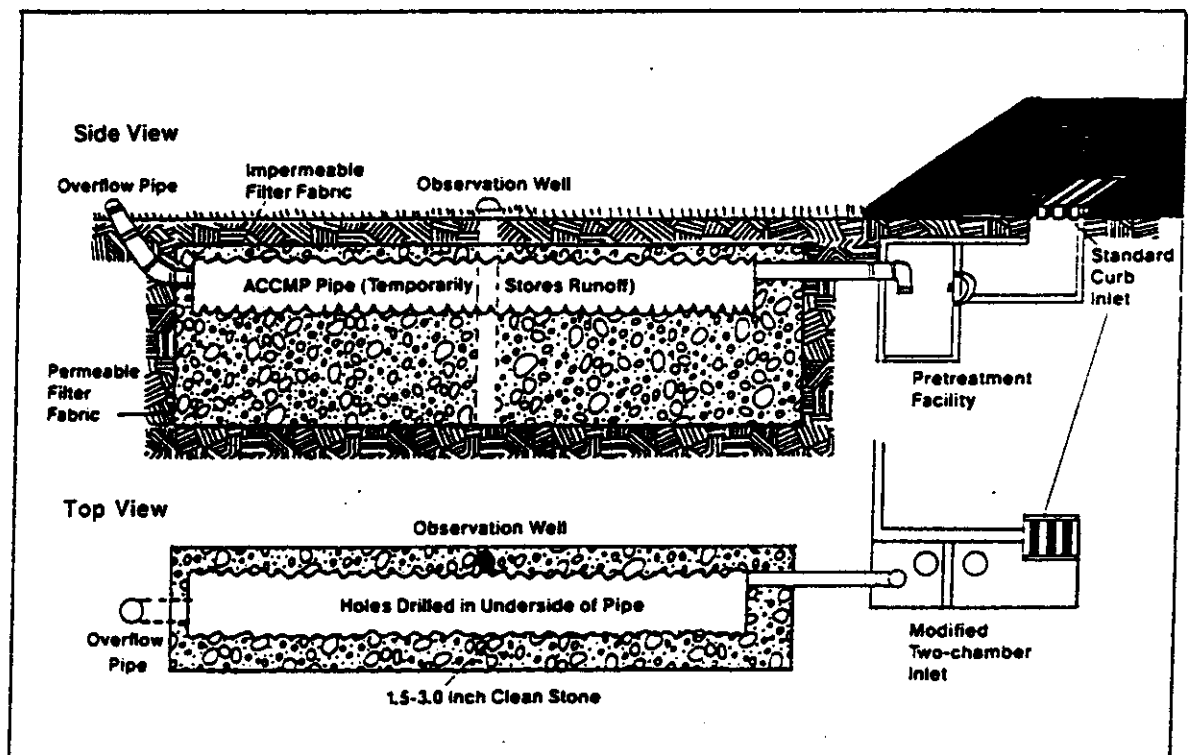 Side View
Overflow Pipe
Impermeable
Filter Fabric
Observation Well
ACCMP Pipe (Temporarily Stores Runoff)
Standard
Curb
Inlet
Permeable
Filter
Fabric
Pretreatment
Facility
Top View
Observation Well
Holes Drilled in Underside of Pipe
Overflow
Pipe
Modified
Two-chamber
Inlet
1.5-3.0 inch Clean Stone